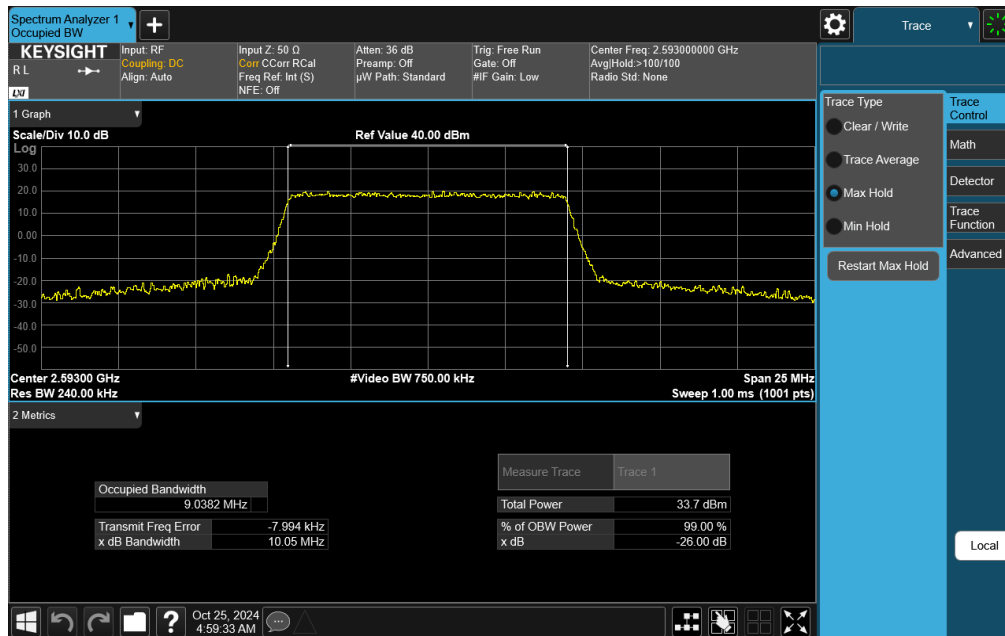 Spectrum Analyzer 1
Occupied BW
Trace
KEYSIGHT
R L
LXI
Input: RF
Coupling: DC
Align: Auto
Input Z: 50 Ω
Corr CCorr RCal
Freq Ref: Int (S)
NFE: Off
Atten: 36 dB
Preamp: Off
µW Path: Standard
Trig: Free Run
Gate: Off
#IF Gain: Low
Center Freq: 2.593000000 GHz
Avg|Hold:>100/100
Radio Std: None
1 Graph
Scale/Div 10.0 dB
Ref Value 40.00 dBm
Log
30.0
20.0
10.0
0.00
-10.0
-20.0
-30.0
-40.0
-50.0
Center 2.59300 GHz
#Video BW 750.00 kHz
Span 25 MHz
Res BW 240.00 kHz
Sweep 1.00 ms (1001 pts)
2 Metrics
Measure Trace
Trace 1
Occupied Bandwidth
9.0382 MHz
Total Power
33.7 dBm
Transmit Freq Error
-7.994 kHz
% of OBW Power
99.00 %
x dB Bandwidth
10.05 MHz
x dB
-26.00 dB
Trace Type
Clear / Write
Trace Average
Max Hold
Min Hold
Restart Max Hold
Trace
Control
Math
Detector
Trace
Function
Advanced
Local
?
Oct 25, 2024
4:59:33 AM